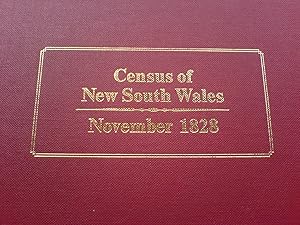 Census of
New South Wales
November 1828